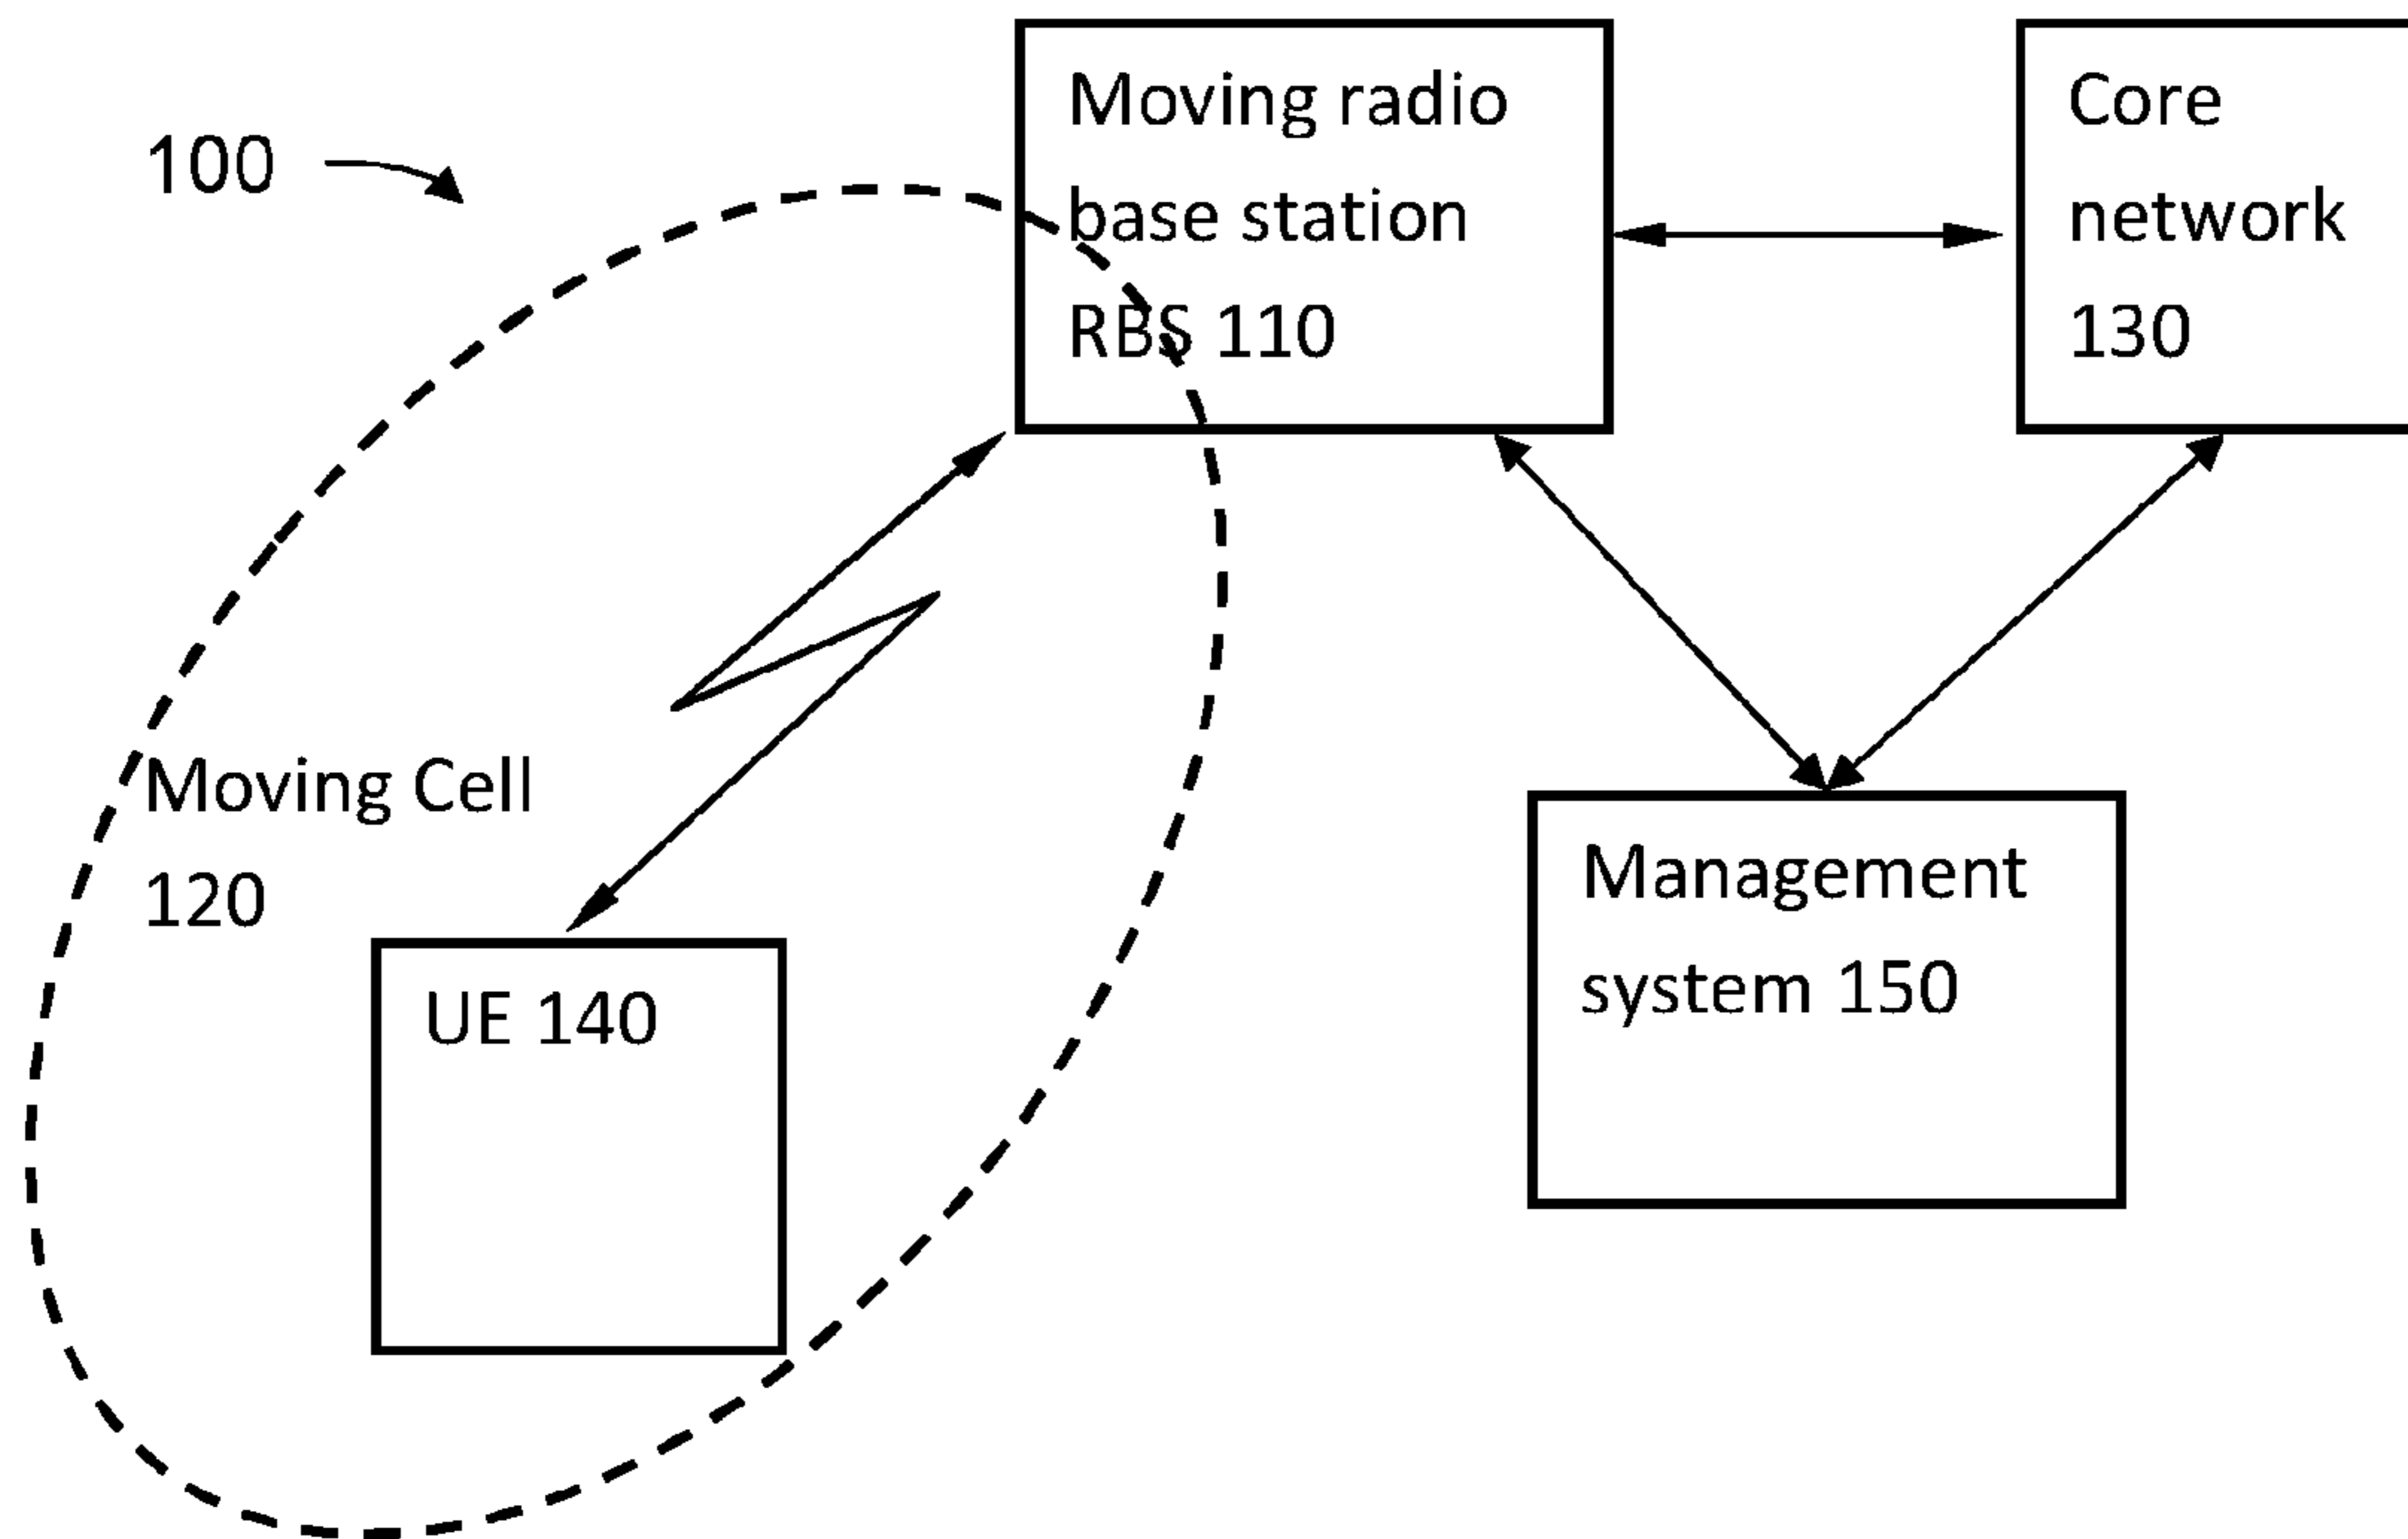 100
Moving radio
base station
RBS 110
Core
network
130
Moving Cell
120
UE 140
Management
system 150